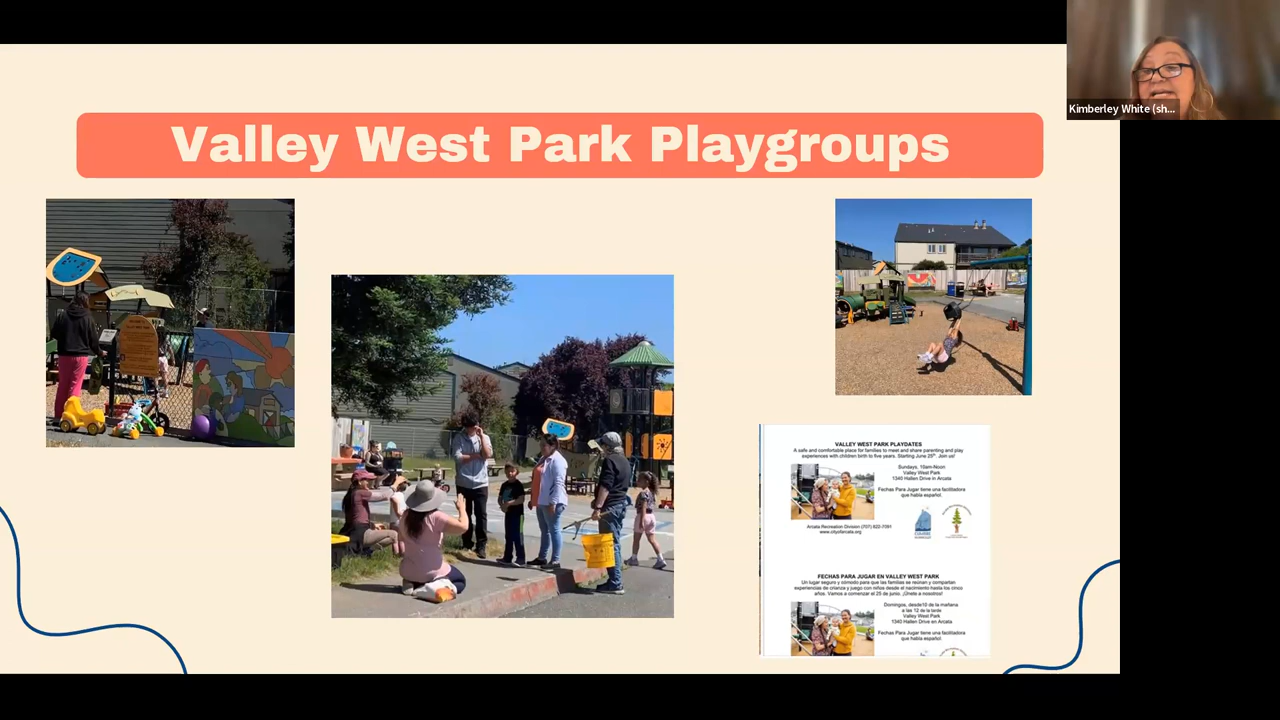 Kimberley White (sh...
Valley West Park Playgroups
VALLEY WEST PARK PLAYDATES
A safe and comfortable place for families to meet and share parenting and play
experiences with children birth to five years. Starting June 25th. Join us!
Sundays, 10am-Noon
Valley West Park
1340 Hallen Drive in Arcata
Fechas Para Jugar tiene una facilitadora
que habla español.
Arcata Recreation Division (707) 822-7091
www.cityofarcata.org
FECHAS PARA JUGAR EN VALLEY WEST PARK
Un lugar seguro y cómodo para que las familias se reúnan y compartan
experiencias de crianza y juego con niños desde el nacimiento hasta los cinco
años. Vamos a comenzar el 25 de junio. ¡Únete a nosotros!
Domingos, desde10 de la mañana
a las 12 de la tarde
Valley West Park
1340 Hallen Drive en Arcata
Fechas Para Jugar tiene una facilitadora
que habla español.